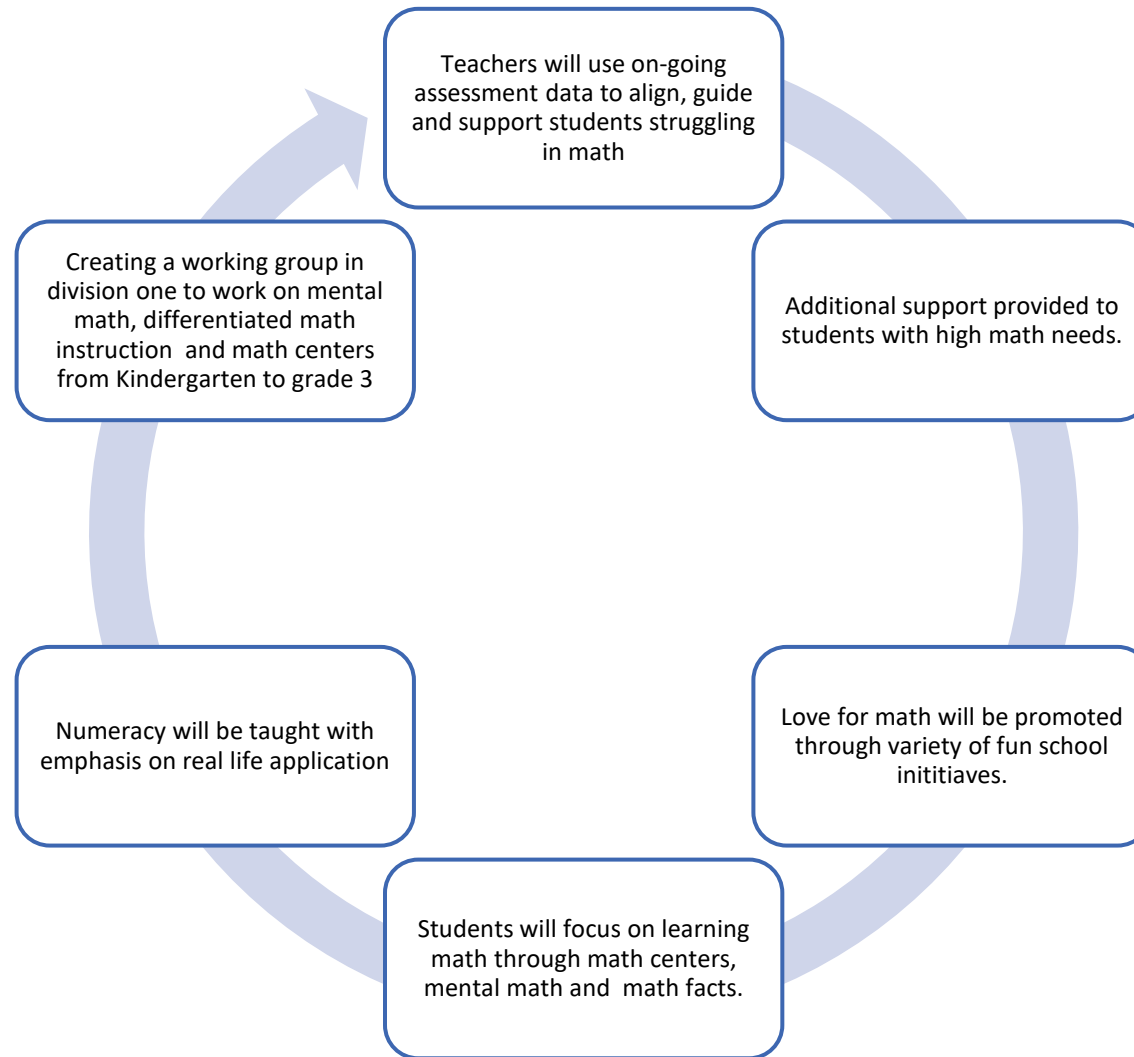 Teachers will use on-going
assessment data to align, guide
and support students struggling
in math
Additional support provided to
students with high math needs.
Love for math will be promoted
through variety of fun school
inititiaves.
Students will focus on learning
math through math centers,
mental math and  math facts.
Numeracy will be taught with
emphasis on real life application
Creating a working group in
division one to work on mental
math, differentiated math
instruction  and math centers
from Kindergarten to grade 3